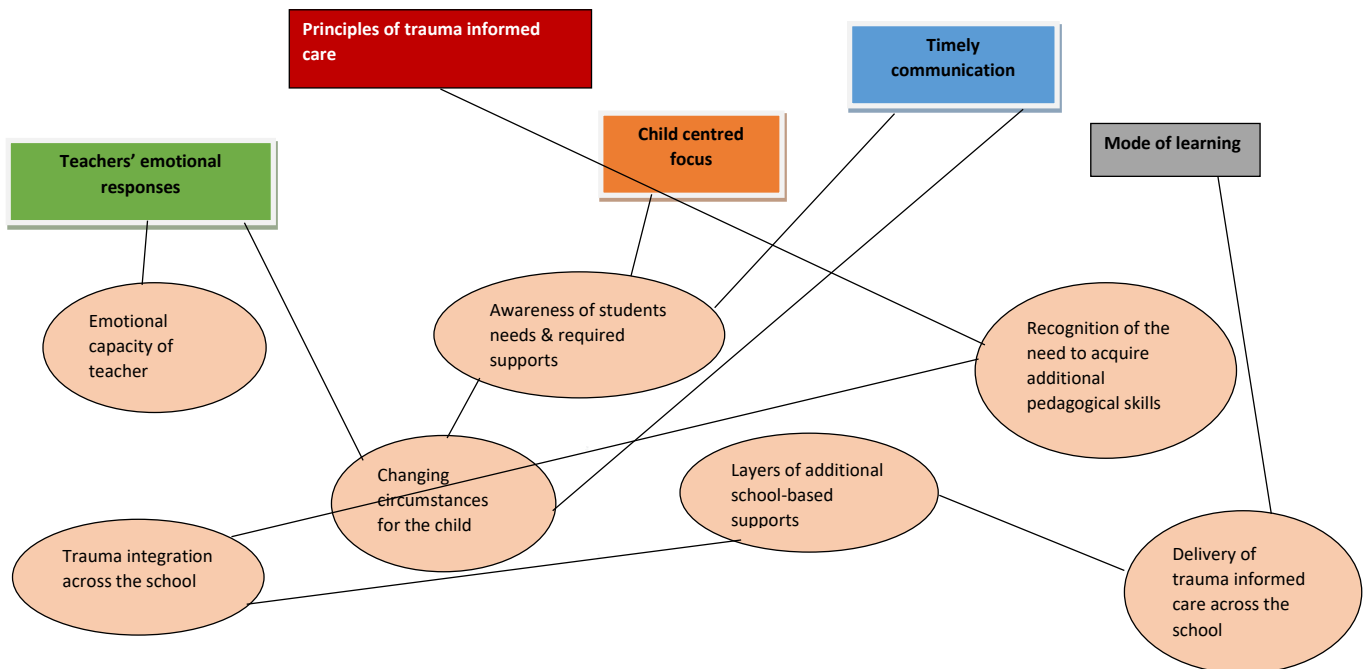 Principles of trauma informed
care
Timely
communication
Child centred
focus
Mode of learning
Teachers’ emotional
responses
Emotional
capacity of
teacher
Awareness of students
needs & required
supports
Recognition of the
need to acquire
additional
pedagogical skills
Changing
circumstances
for the child
Layers of additional
school-based
supports
Trauma integration
across the school
Delivery of
trauma informed
care across the
school